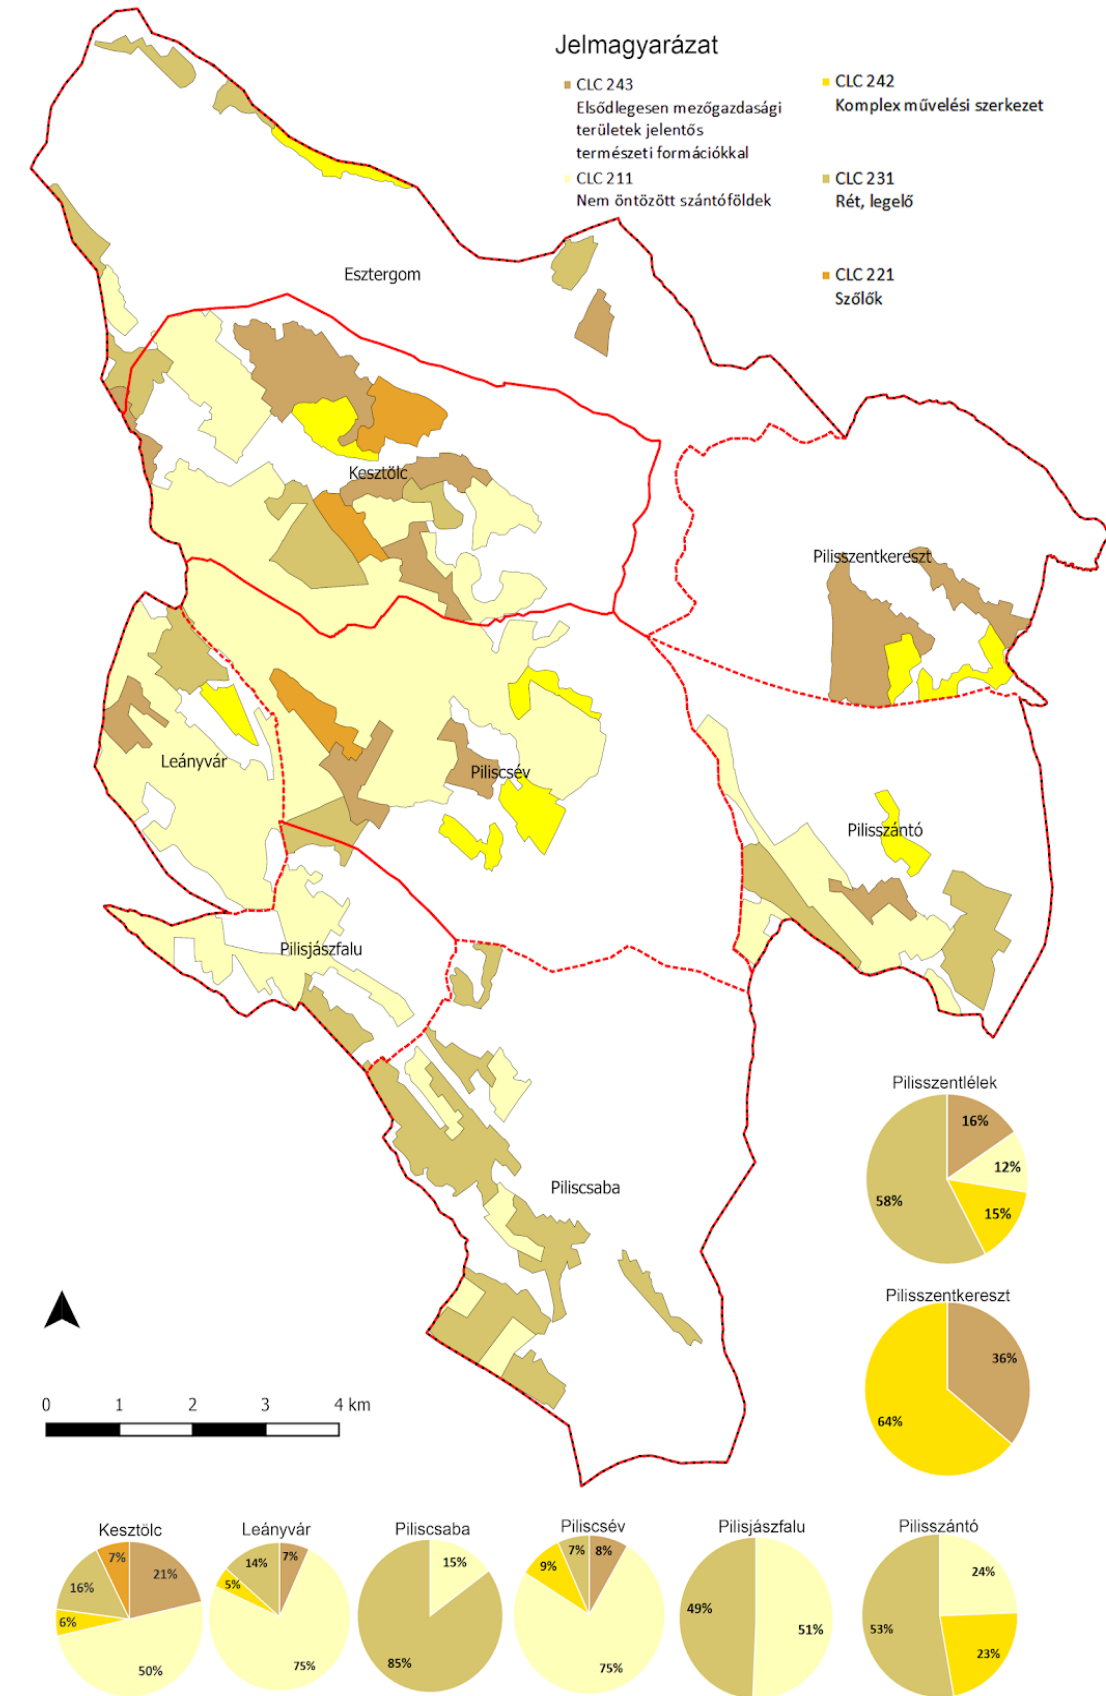 Jelmagyarázat
CLC 243
Elsődlegesen mezőgazdasági
területek jelentős
természeti formációkkal
CLC 211
Nem öntözött szántóföldek
CLC 242
Komplex művelési szerkezet
CLC 231
Rét, legelő
CLC 221
Szőlők
Esztergom
Kesztölc
Pilisszentkereszt
Leányvár
Piliscsév
Pilisszántó
Pilisjászfalu
Piliscsaba
Pilisszentlélek
16%
12%
15%
58%
Pilisszentkereszt
36%
64%
0 1 2 3 4 km
Kesztölc
7%
21%
16%
6%
50%
Leányvár
7%
14%
5%
75%
Piliscsaba
15%
85%
Piliscsév
7%
8%
9%
75%
Pilisjászfalu
49%
51%
Pilisszántó
24%
53%
23%